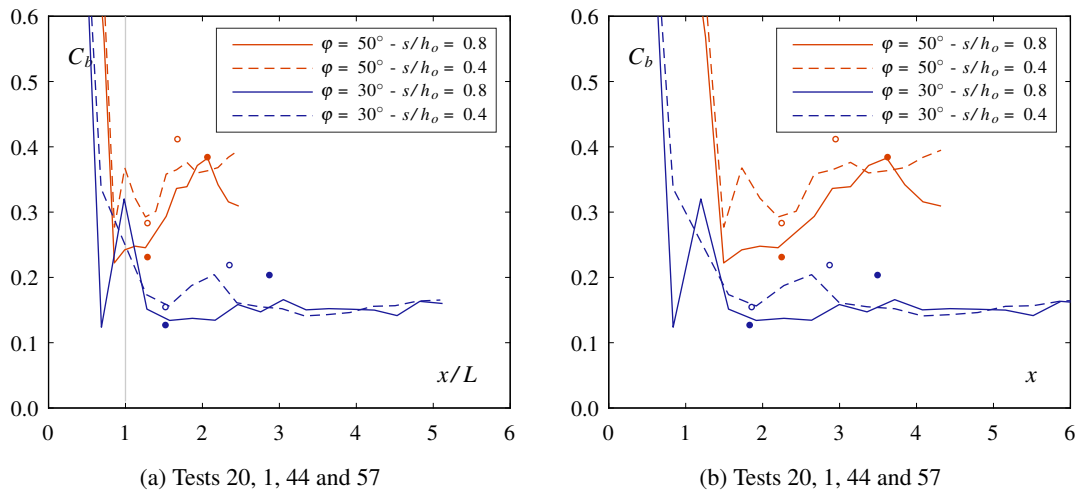 0.6
0.5
0.4
0.3
0.2
0.1
0.0
C_b
φ = 50° - s/h_o = 0.8
φ = 50° - s/h_o = 0.4
φ = 30° - s/h_o = 0.8
φ = 30° - s/h_o = 0.4
x/L
0 1 2 3 4 5 6
(a) Tests 20, 1, 44 and 57
0.6
0.5
0.4
0.3
0.2
0.1
0.0
C_b
φ = 50° - s/h_o = 0.8
φ = 50° - s/h_o = 0.4
φ = 30° - s/h_o = 0.8
φ = 30° - s/h_o = 0.4
x
0 1 2 3 4 5 6
(b) Tests 20, 1, 44 and 57